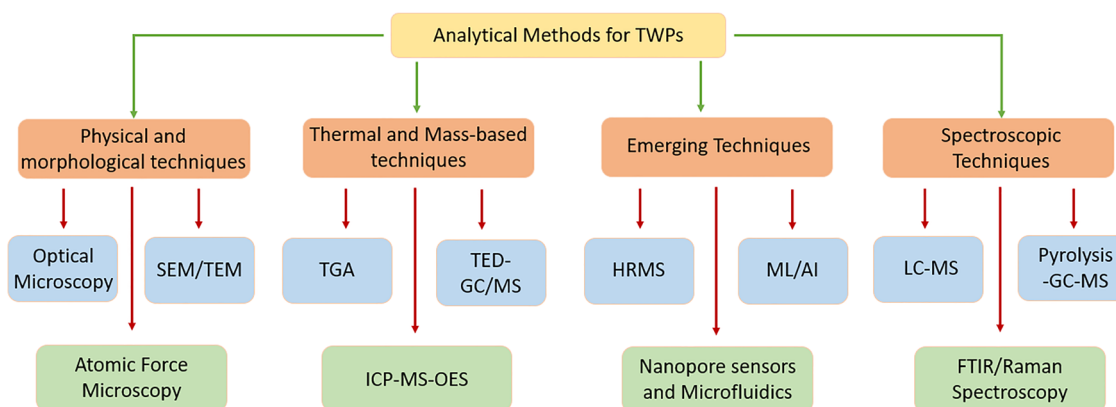 Analytical Methods for TWPs
Physical and
morphological techniques
Thermal and Mass-based
techniques
Emerging Techniques
Spectroscopic
Techniques
Optical
Microscopy
SEM/TEM
TGA
TED-
GC/MS
HRMS
ML/AI
LC-MS
Pyrolysis
-GC-MS
Atomic Force
Microscopy
ICP-MS-OES
Nanopore sensors
and Microfluidics
FTIR/Raman
Spectroscopy